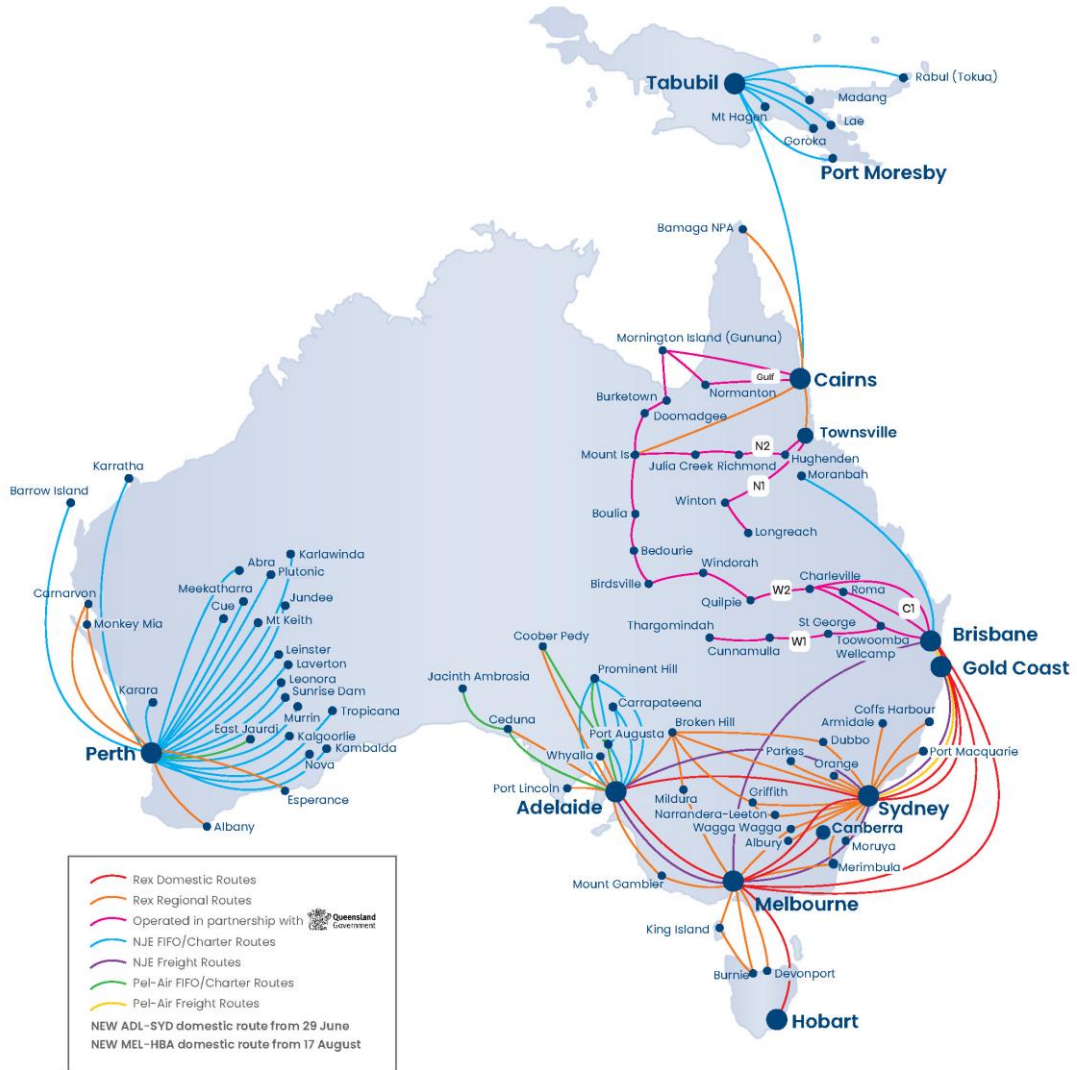 Tabubil
Rabul (Tokua)
Madang
Mt Hagen
Lae
Goroka
Port Moresby
Bamaga NPA
Mornington Island (Gununa)
Gulf
Cairns
Normanton
Burketown
Doomadgee
Townsville
N2
Mount Is
Julia Creek
Richmond
Hughenden
Moranbah
N1
Karratha
Barrow Island
Winton
Boulia
Longreach
Bedourie
Abra
Karlawinda
Plutonic
Windorah
Birdsville
Charleville
Meekatharra
W2
Roma
Carnarvon
Cue
Jundee
Quilpie
C1
Monkey Mia
Mt Keith
Thargomindah
St George
Brisbane
Coober Pedy
W1
Toowoomba
Wellcamp
Cunnamulla
Leinster
Laverton
Prominent Hill
Gold Coast
Jacinth Ambrosia
Leonora
Sunrise Dam
Karara
Carrapateena
Coffs Harbour
Murrin
Tropicana
Broken Hill
Armidale
East Jaurdi
Ceduna
Port Augusta
Dubbo
Kalgoorlie
Perth
Kambalda
Whyalla
Parkes
Port Macquarie
Nova
Orange
Port Lincoln
Esperance
Adelaide
Mildura
Griffith
Sydney
Narrandera-Leeton
Albany
Wagga Wagga
Canberra
Albury
Moruya
Merimbula
Mount Gambier
Melbourne
King Island
Burnie
Devonport
Hobart
Rex Domestic Routes
Rex Regional Routes
Operated in partnership with Queensland
Government
NJE FIFO/Charter Routes
NJE Freight Routes
Pel-Air FIFO/Charter Routes
Pel-Air Freight Routes
NEW ADL-SYD domestic route from 29 June
NEW MEL-HBA domestic route from 17 August